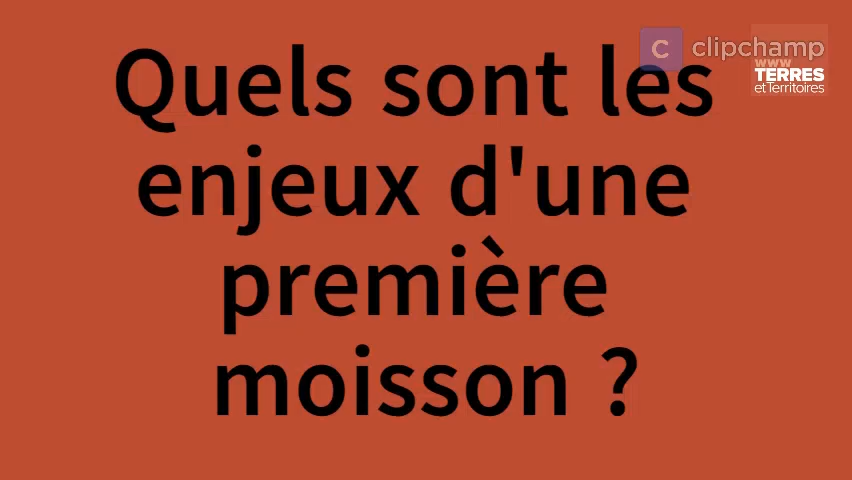 Quels sont les
enjeux d'une
première
moisson ?
C clipchamp
www
TERRES
et Territoires